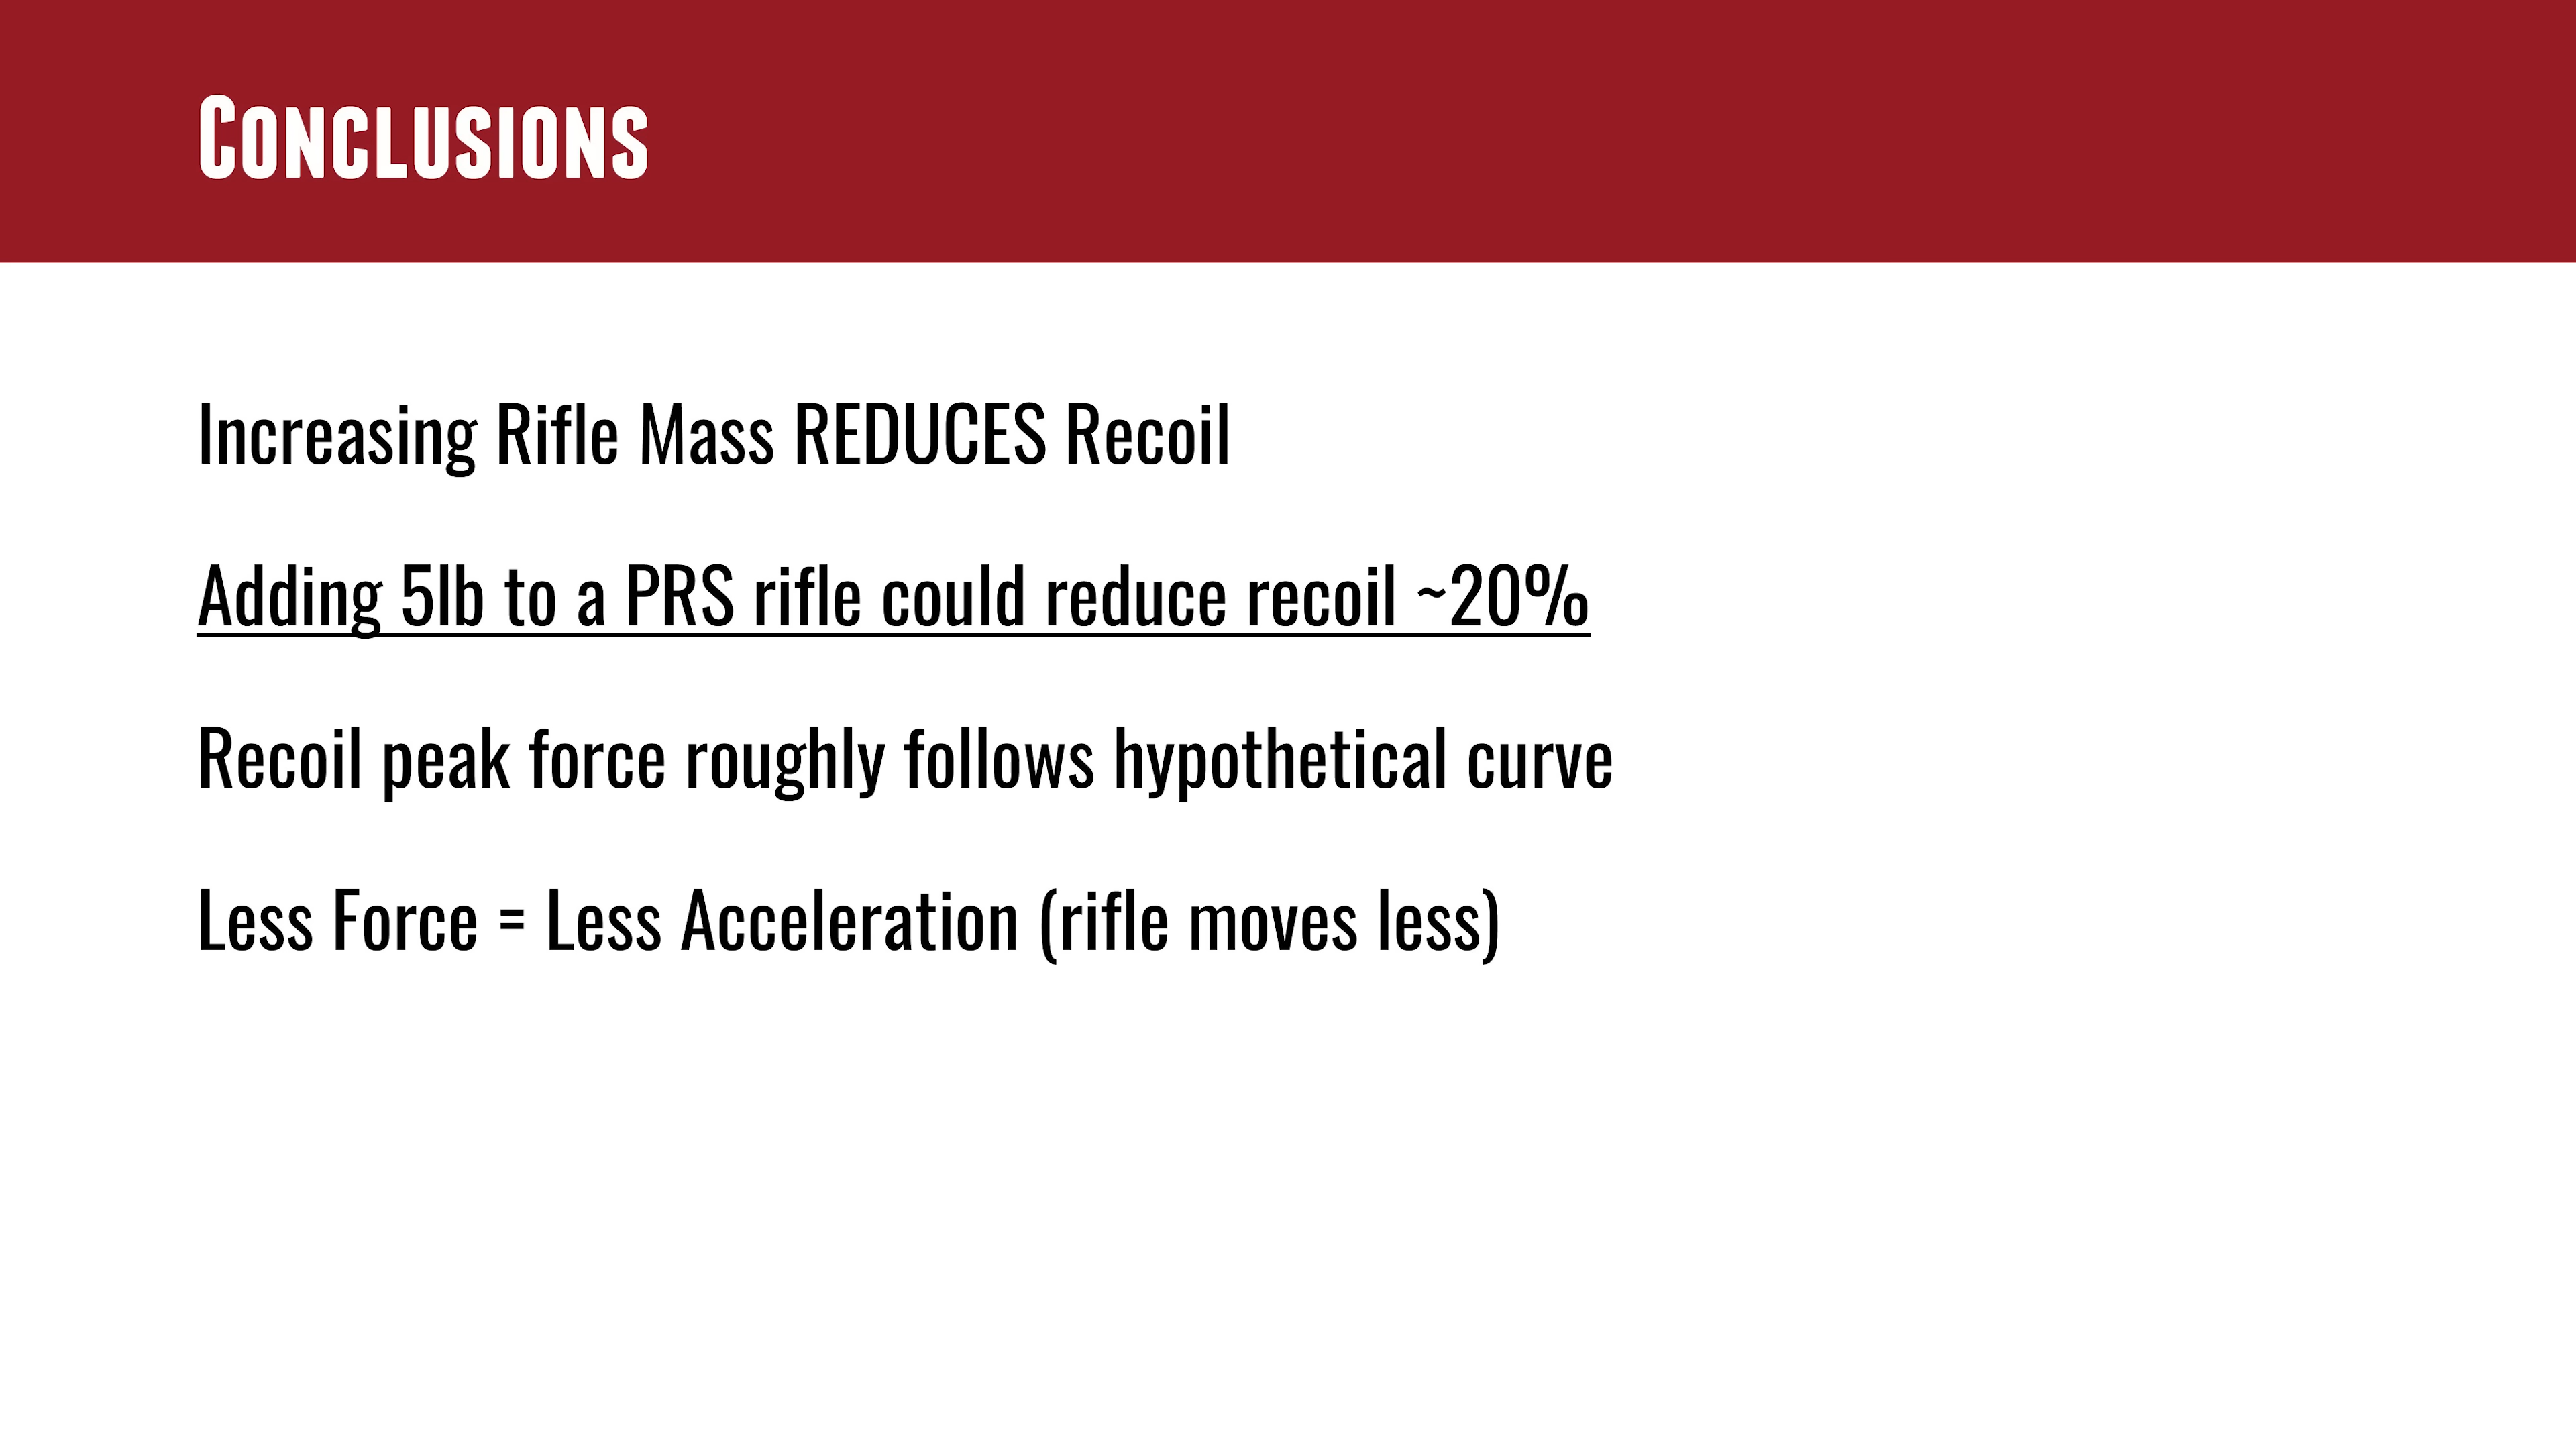 Conclusions
Increasing Rifle Mass REDUCES Recoil
Adding 5lb to a PRS rifle could reduce recoil ~20%
Recoil peak force roughly follows hypothetical curve
Less Force = Less Acceleration (rifle moves less)